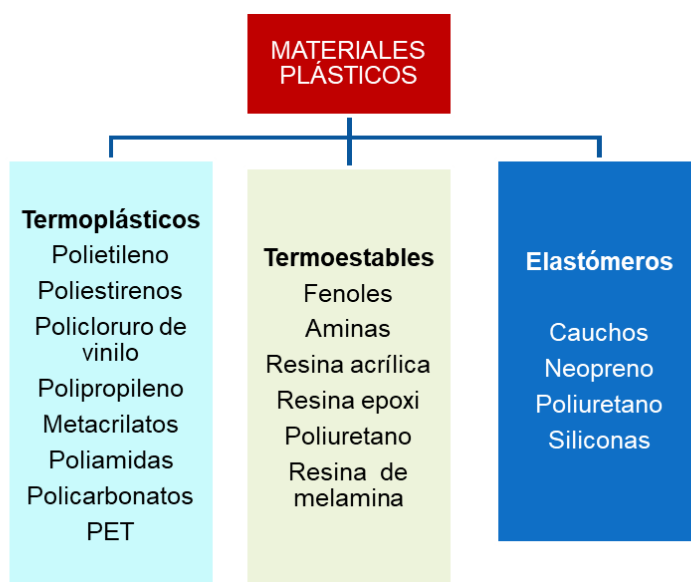 MATERIALES
PLÁSTICOS
Termoplásticos
Polietileno
Poliestirenos
Policloruro de
vinilo
Polipropileno
Metacrilatos
Poliamidas
Policarbonatos
PET
Termoestables
Fenoles
Aminas
Resina acrílica
Resina epoxi
Poliuretano
Resina de
melamina
Elastómeros
Cauchos
Neopreno
Poliuretano
Siliconas